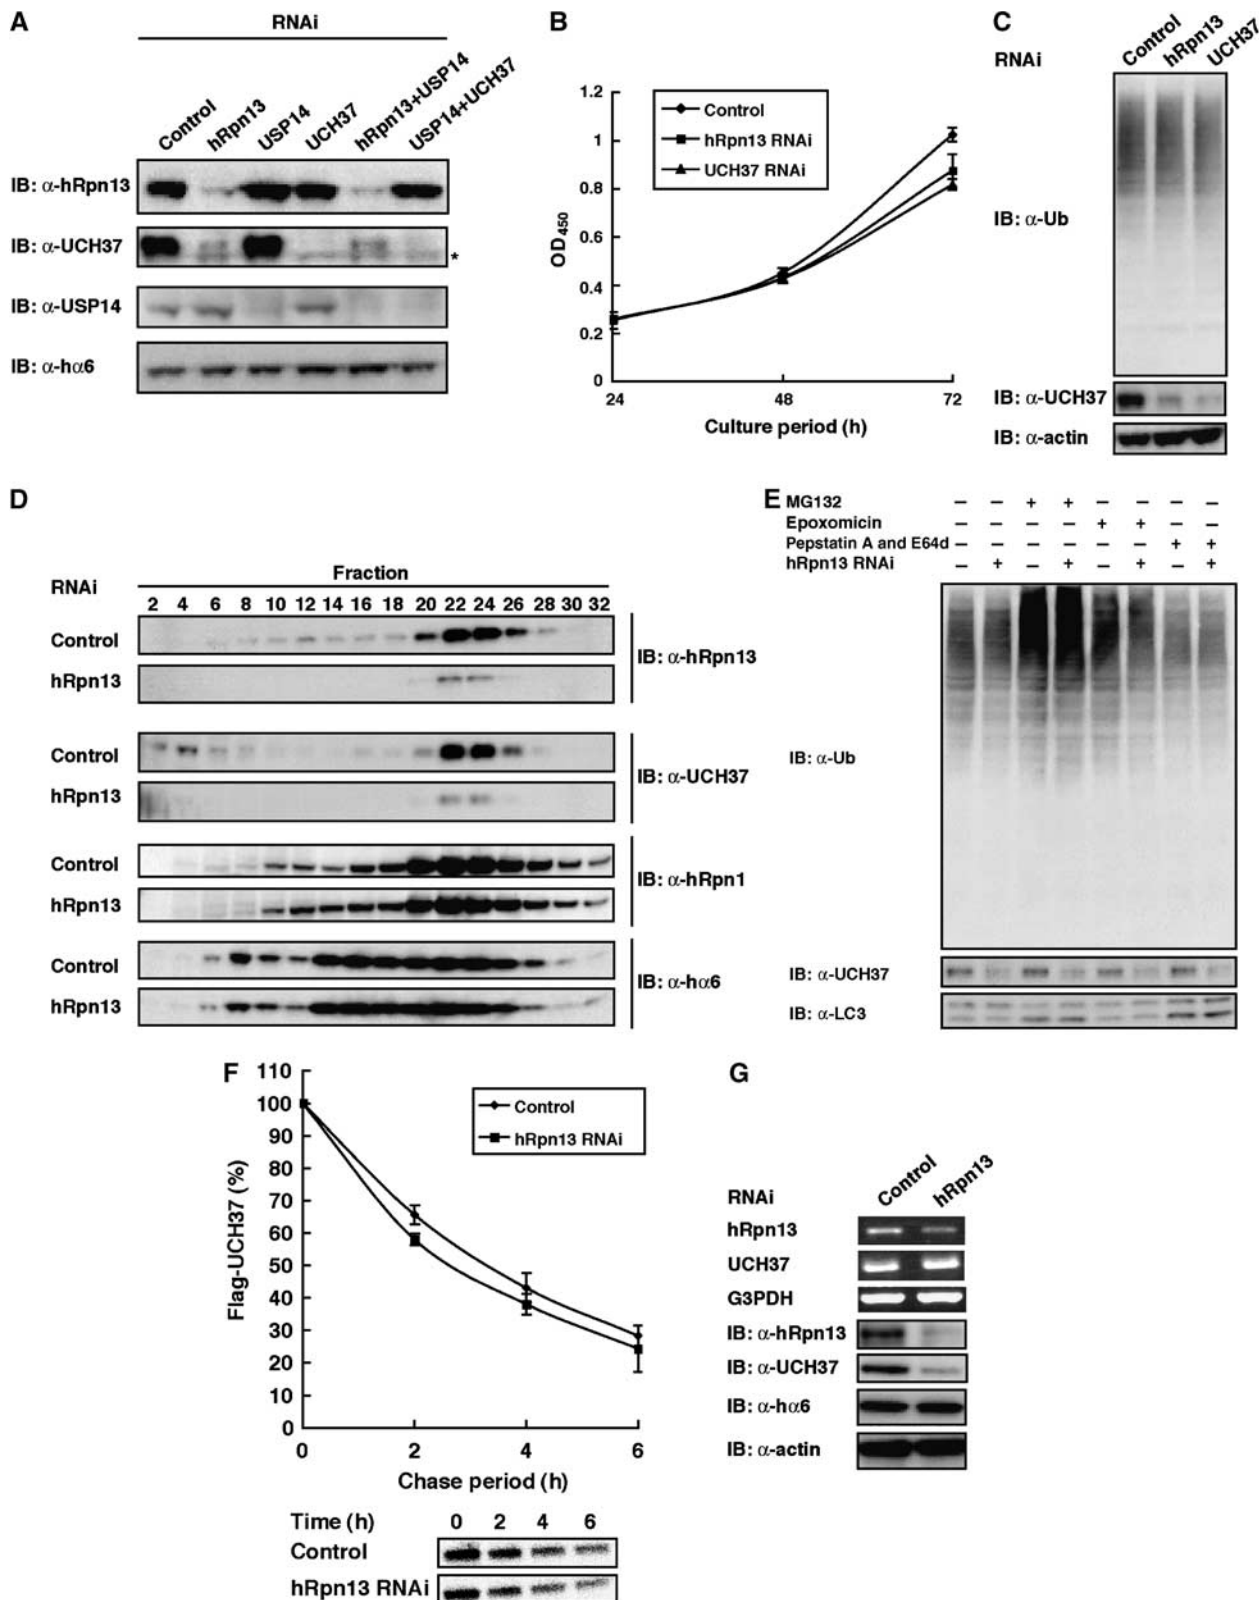 A
RNAi
Control
hRpn13
USP14
UCH37
hRpn13+USP14
USP14+UCH37
IB: α-hRpn13
IB: α-UCH37
*
IB: α-USP14
IB: α-hα6
B
1.2
1
0.8
0.6
0.4
0.2
0
OD450
Control
hRpn13 RNAi
UCH37 RNAi
24 48 72
Culture period (h)
C
RNAi
Control
hRpn13
UCH37
IB: α-Ub
IB: α-UCH37
IB: α-actin
D
Fraction
RNAi
2 4 6 8 10 12 14 16 18 20 22 24 26 28 30 32
Control
hRpn13
IB: α-hRpn13
Control
hRpn13
IB: α-UCH37
Control
hRpn13
IB: α-hRpn1
Control
hRpn13
IB: α-hα6
E
MG132 – – + + – – – –
Epoxomicin – – – – + + – –
Pepstatin A and E64d – – – – – – + +
hRpn13 RNAi – + – + – + – +
IB: α-Ub
IB: α-UCH37
IB: α-LC3
F
110
100
90
80
70
60
50
40
30
20
10
0
Flag-UCH37 (%)
Control
hRpn13 RNAi
0 2 4 6
Chase period (h)
Time (h) 0 2 4 6
Control
hRpn13 RNAi
G
RNAi
Control
hRpn13
hRpn13
UCH37
G3PDH
IB: α-hRpn13
IB: α-UCH37
IB: α-hα6
IB: α-actin